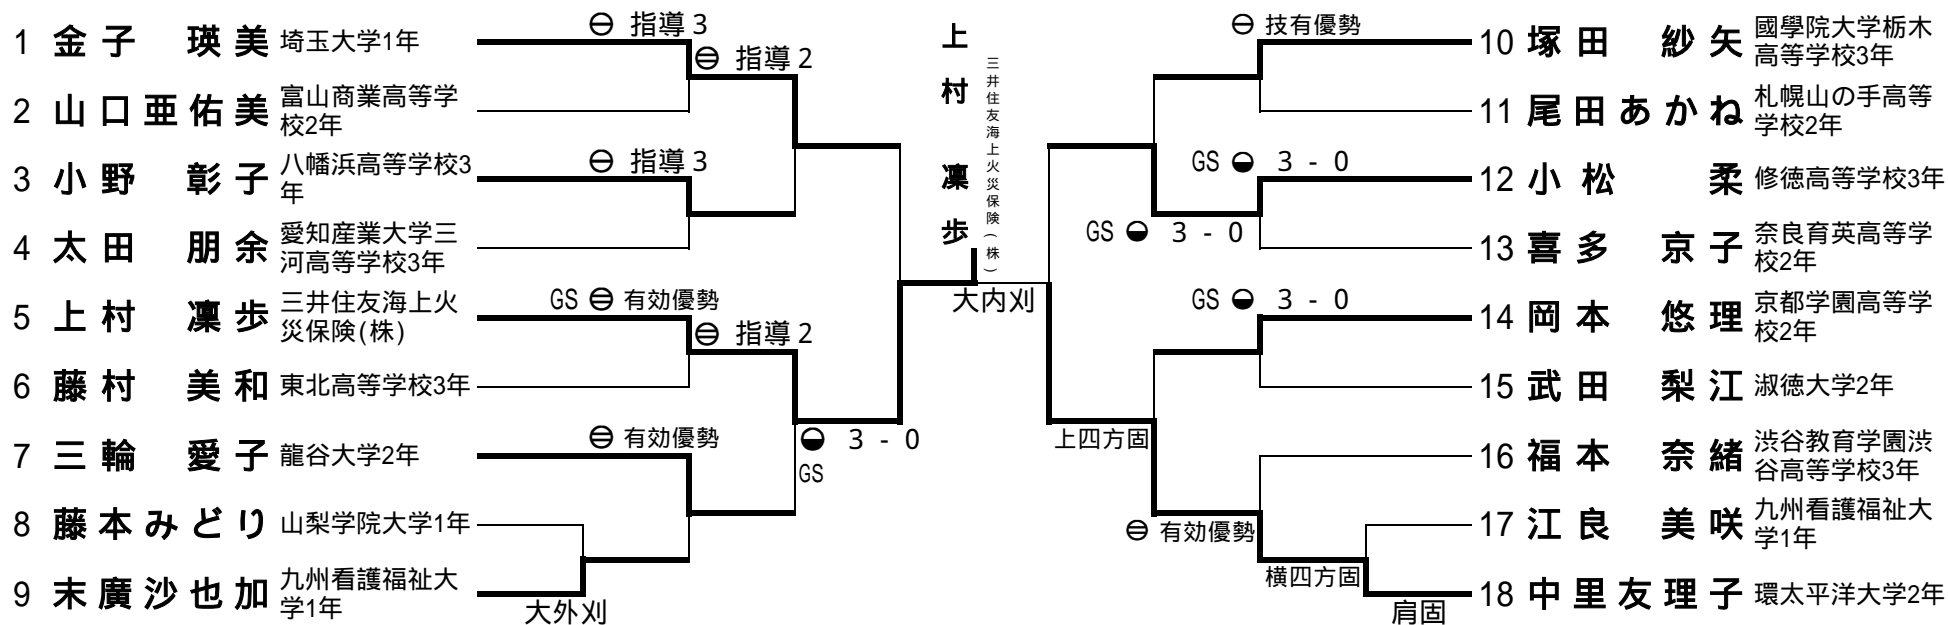 1 金子 瑛美 埼玉大学1年
2 山口亜佑美 富山商業高等学
校2年
3 小野 彰子 八幡浜高等学校3
年
4 太田 朋余 愛知産業大学三
河高等学校3年
5 上村 凜歩 三井住友海上火
災保険(株)
6 藤村 美和 東北高等学校3年
7 三輪 愛子 龍谷大学2年
8 藤本みどり 山梨学院大学1年
9 末廣沙也加 九州看護福祉大
学1年
指導3
指導2
指導3
GS 有効優勢
指導2
有効優勢
3 - 0
GS
大外刈
上村 凜歩
三井住友海上火災保険(株)
大内刈
技有優勢
GS 3 - 0
GS 3 - 0
GS 3 - 0
上四方固
有効優勢
横四方固
肩固
10 塚田 紗矢 國學院大学栃木
高等学校3年
11 尾田あかね 札幌山の手高等
学校2年
12 小松 柔 修徳高等学校3年
13 喜多 京子 奈良育英高等学
校2年
14 岡本 悠理 京都学園高等学
校2年
15 武田 梨江 淑徳大学2年
16 福本 奈緒 渋谷教育学園渋
谷高等学校3年
17 江良 美咲 九州看護福祉大
学1年
18 中里友理子 環太平洋大学2年